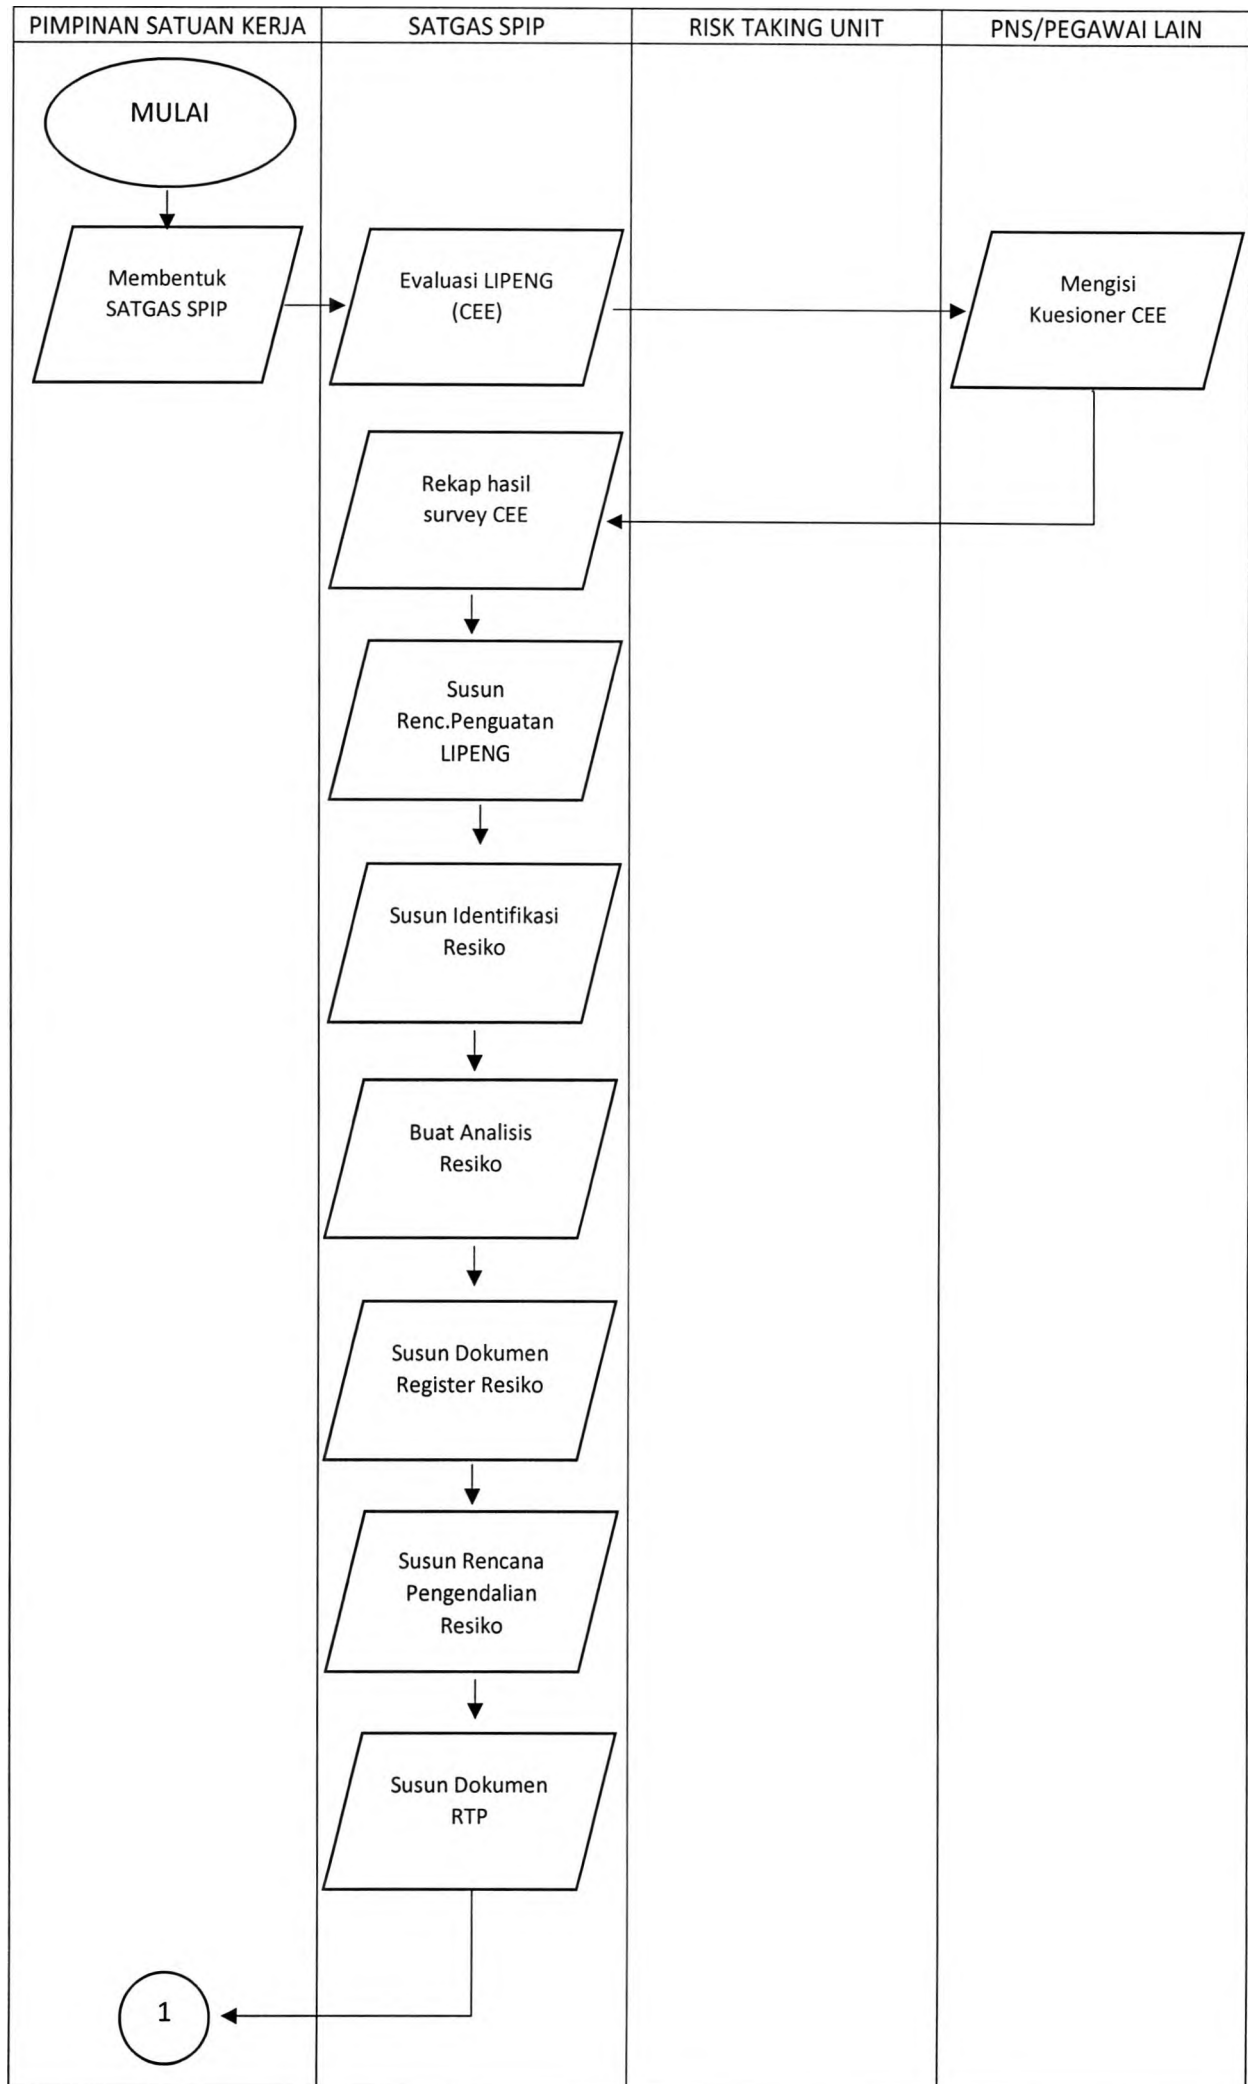 PIMPINAN SATUAN KERJA
SATGAS SPIP
RISK TAKING UNIT
PNS/PEGAWAI LAIN
MULAI
Membentuk
SATGAS SPIP
Evaluasi LIPENG
(CEE)
Mengisi
Kuesioner CEE
Rekap hasil
survey CEE
Susun
Renc.Penguatan
LIPENG
Susun Identifikasi
Resiko
Buat Analisis
Resiko
Susun Dokumen
Register Resiko
Susun Rencana
Pengendalian
Resiko
Susun Dokumen
RTP
1